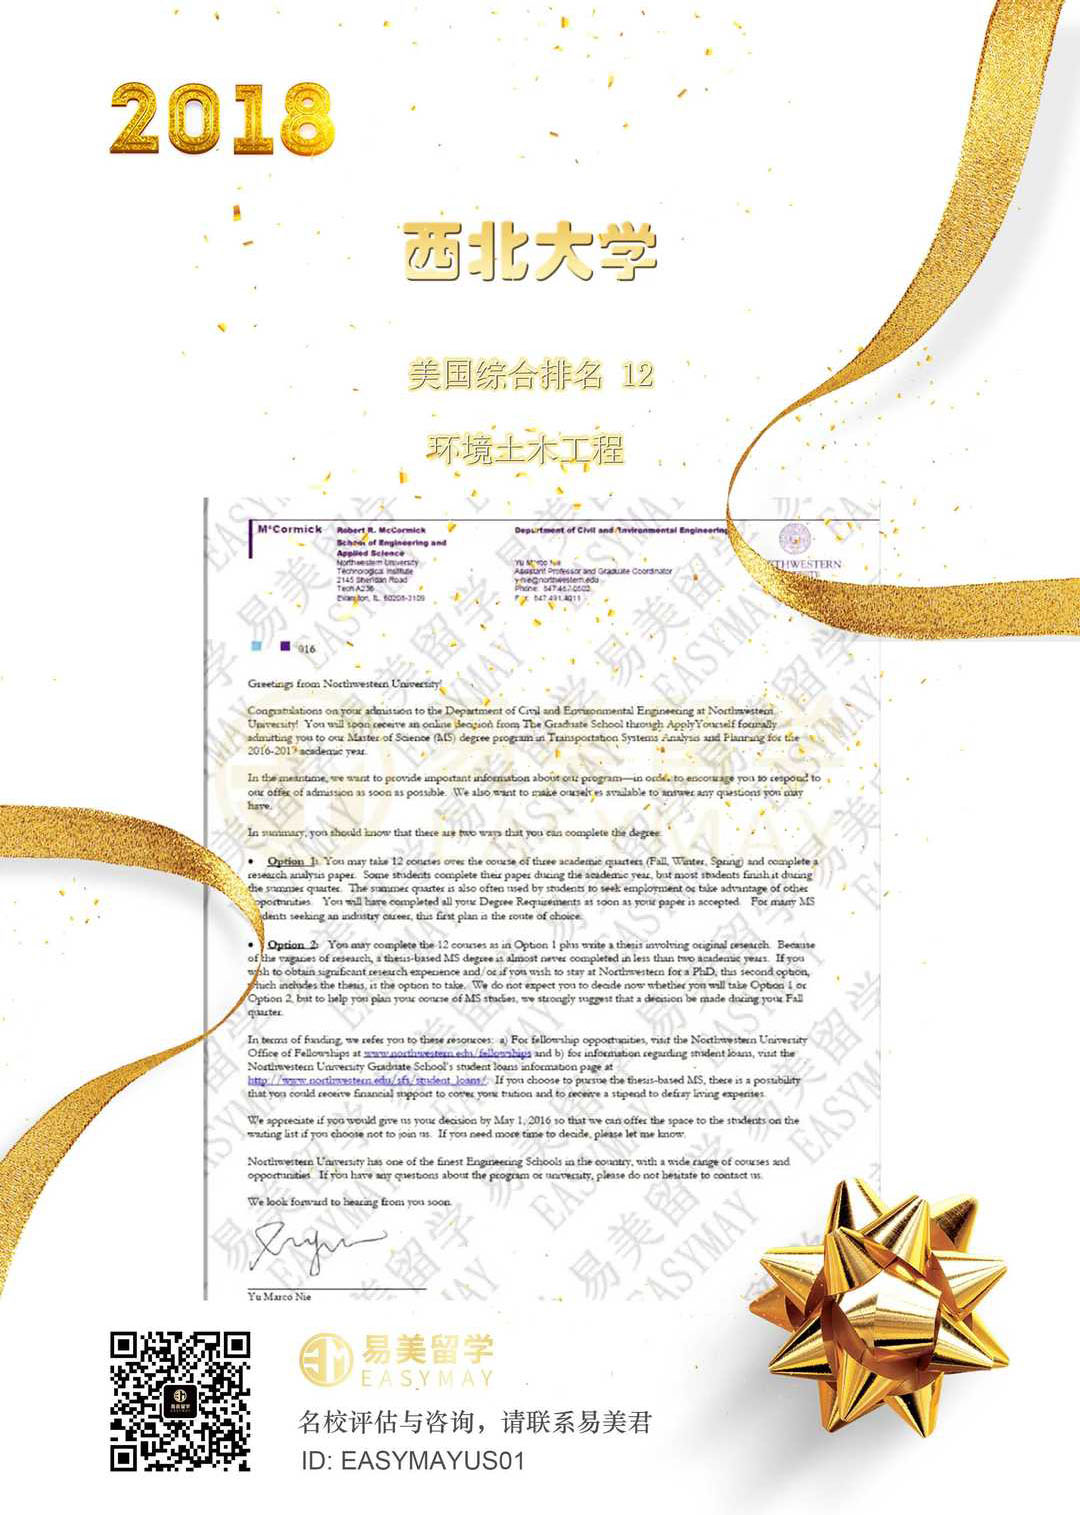 2018
西北大学
美国综合排名 12
环境土木工程
McCormick
Robert R. McCormick
School of Engineering and
Applied Science
Northwestern University
Technological Institute
2145 Sheridan Road
Tech A236
Evanston, IL 60208-3109
Department of Civil and Environmental Engineering
Yu Marco Nie
Assistant Professor and Graduate Coordinator
y-nie@northwestern.edu
Phone: 847.467.0502
847.491.4011
016
Greetings from Northwestern University!
Congratulations on your admission to the Department of Civil and Environmental Engineering at Northwestern
University! You will soon receive an online decision from The Graduate School through ApplyYourself formally
admitting you to our Master of Science (MS) degree program in Transportation Systems Analysis and Planning for the
2016-2017 academic year.
In the meantime, we want to provide important information about our program—in order to encourage you to respond to
our offer of admission as soon as possible. We also want to make ourselves available to answer any questions you may
have.
In summary, you should know that there are two ways that you can complete the degree:
• Option 1: You may take 12 courses over the course of three academic quarters (Fall, Winter, Spring) and complete a
research analysis paper. Some students complete their paper during the academic year, but most students finish it during
the summer quarter. The summer quarter is also often used by students to seek employment or take advantage of other
opportunities. You will have completed all your Degree Requirements as soon as your paper is accepted. For many MS
students seeking an industry career, this first plan is the route of choice.
• Option 2: You may complete the 12 courses as in Option 1 plus write a thesis involving original research. Because
of the vagaries of research, a thesis-based MS degree is almost never completed in less than two academic years. If you
wish to obtain significant research experience and/or if you wish to stay at Northwestern for a PhD, this second option,
which includes the thesis, is the option to take. We do not expect you to decide now whether you will take Option 1 or
Option 2, but to help you plan your course of MS studies, we strongly suggest that a decision be made during your Fall
quarter.
In terms of funding, we refer you to these resources: a) For fellowship opportunities, visit the Northwestern University
Office of Fellowships at www.northwestern.edu/fellowships and b) for information regarding student loans, visit the
Northwestern University Graduate School's student loans information page at
http://www.northwestern.edu/sfs/student_loans/. If you choose to pursue the thesis-based MS, there is a possibility
that you could receive financial support to cover your tuition and to receive a stipend to defray living expenses.
We appreciate if you would give us your decision by May 1, 2016 so that we can offer the space to the students on the
waiting list if you choose not to join us. If you need more time to decide, please let me know.
Northwestern University has one of the finest Engineering Schools in the country, with a wide range of courses and
opportunities. If you have any questions about the program or university, please do not hesitate to contact us.
We look forward to hearing from you soon.
Yu Marco Nie
易美留学
EASYMAY
名校评估与咨询，请联系易美君
ID: EASYMAYUS01